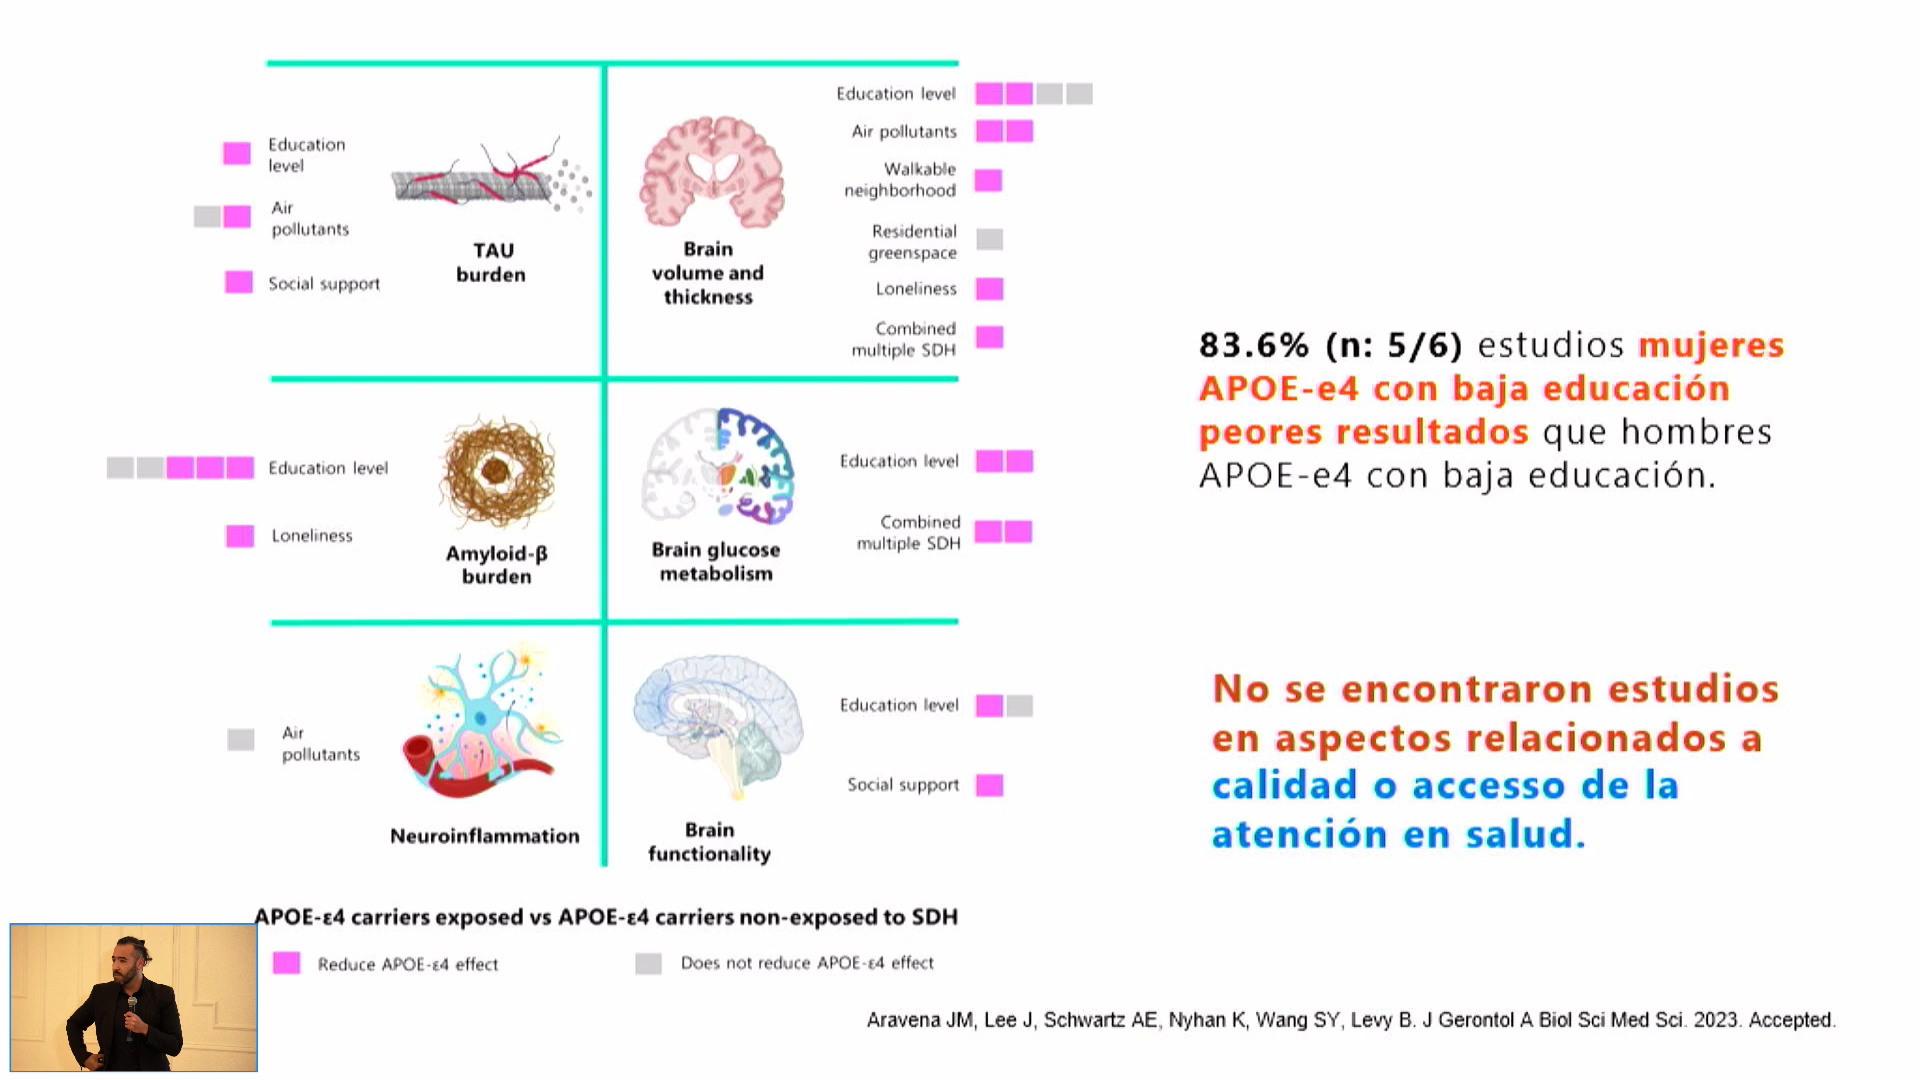 Education
level
Air
pollutants
Social support
TAU
burden
Brain
volume and
thickness
Education level
Air pollutants
Walkable
neighborhood
Residential
greenspace
Loneliness
Combined
multiple SDH
Education level
Loneliness
Amyloid-β
burden
Brain glucose
metabolism
Education level
Combined
multiple SDH
Air
pollutants
Neuroinflammation
Brain
functionality
Education level
Social support
APOE-ε4 carriers exposed vs APOE-ε4 carriers non-exposed to SDH
Reduce APOE-ε4 effect
Does not reduce APOE-ε4 effect
83.6% (n: 5/6) estudios mujeres
APOE-e4 con baja educación
peores resultados que hombres
APOE-e4 con baja educación.
No se encontraron estudios
en aspectos relacionados a
calidad o accesso de la
atención en salud.
Aravena JM, Lee J, Schwartz AE, Nyhan K, Wang SY, Levy B. J Gerontol A Biol Sci Med Sci. 2023. Accepted.